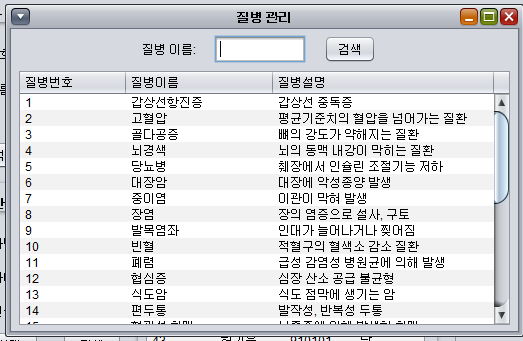 질병 관리
질병 이름:
검색
질병번호 질병이름 질병설명
1 갑상선항진증 갑상선 중독증
2 고혈압 평균기준치의 혈압을 넘어가는 질환
3 골다공증 뼈의 강도가 약해지는 질환
4 뇌경색 뇌의 동맥 내강이 막히는 질환
5 당뇨병 췌장에서 인슐린 조절기능 저하
6 대장암 대장에 악성종양 발생
7 중이염 이관이 막혀 발생
8 장염 장의 염증으로 설사, 구토
9 발목염좌 인대가 늘어나거나 찢어짐
10 빈혈 적혈구의 혈색소 감소 질환
11 폐렴 급성 감염성 병원균에 의해 발생
12 협심증 심장 산소 공급 불균형
13 식도암 식도 점막에 생기는 암
14 편두통 발작성, 반복성 두통